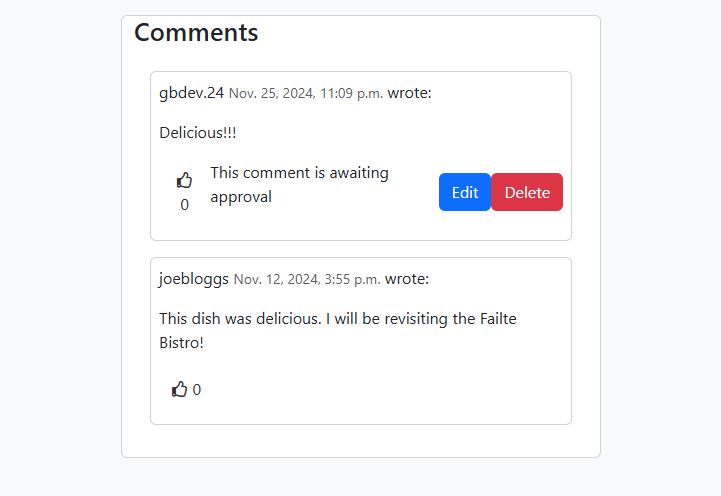 Comments
gbdev.24 Nov. 25, 2024, 11:09 p.m. wrote:
Delicious!!!
This comment is awaiting
approval
0
Edit Delete
joebloggs Nov. 12, 2024, 3:55 p.m. wrote:
This dish was delicious. I will be revisiting the Failte
Bistro!
0